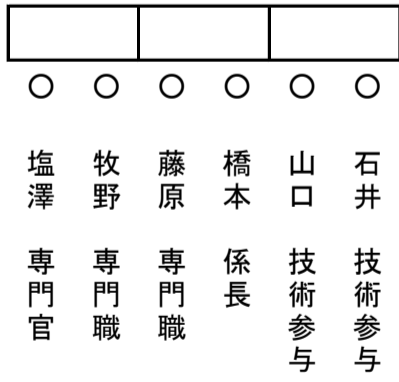 石井 技術参与
山口 技術参与
橋本 係長
藤原 専門職
牧野 専門職
塩澤 専門官